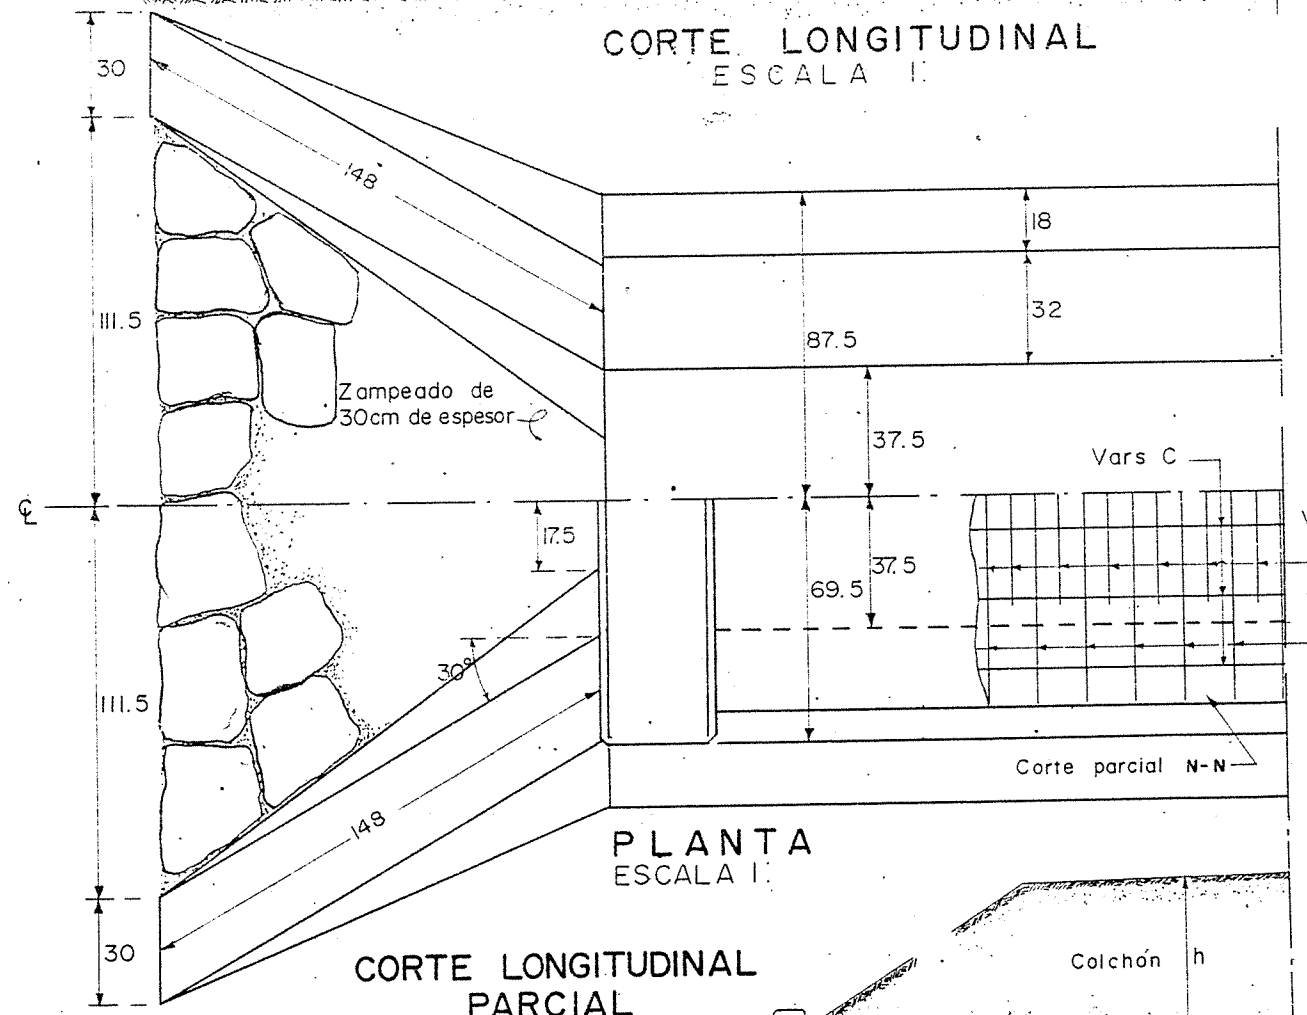 CORTE LONGITUDINAL
ESCALA 1:
30
148
18
111.5
32
87.5
Zampeado de
30cm de espesor
37.5
Vars C
℄
17.5
37.5
69.5
30°
111.5
Corte parcial N-N
148
PLANTA
ESCALA 1:
30
CORTE LONGITUDINAL
PARCIAL
Colchón h